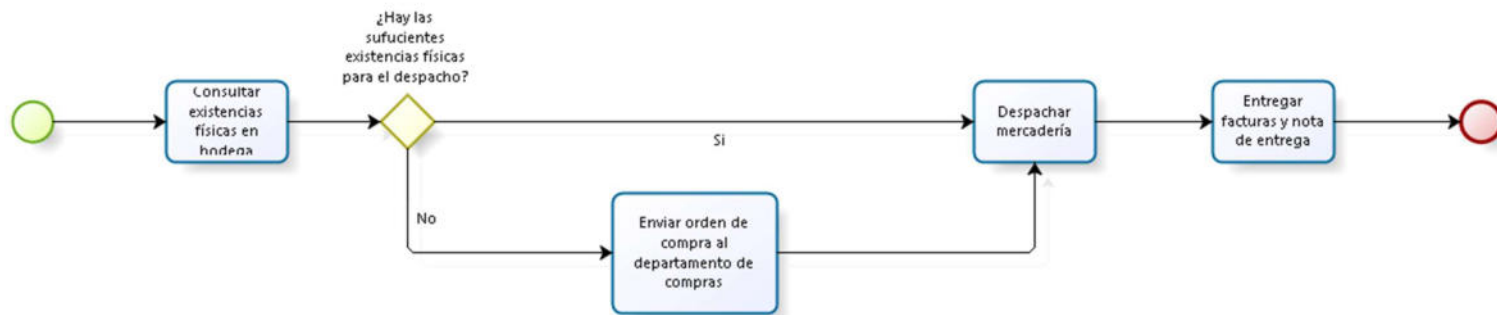 ¿Hay las
sufucientes
existencias físicas
para el despacho?
Consultar
existencias
físicas en
bodega
Si
No
Despachar
mercadería
Entregar
facturas y nota
de entrega
Enviar orden de
compra al
departamento de
compras